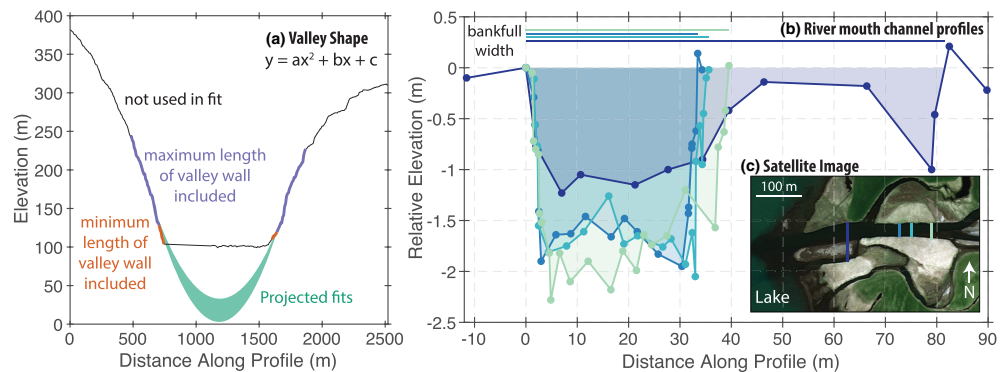 (a) Valley Shape
y = ax² + bx + c
not used in fit
maximum length
of valley wall
included
minimum
length of
valley wall
included
Projected fits
Elevation (m)
400
350
300
250
200
150
100
50
0
0 500 1000 1500 2000 2500
Distance Along Profile (m)
bankfull
width
(b) River mouth channel profiles
Relative Elevation (m)
0.5
0
-0.5
-1
-1.5
-2
-2.5
-10 0 10 20 30 40 50 60 70 80 90
Distance Along Profile (m)
(c) Satellite Image
100 m
Lake
N